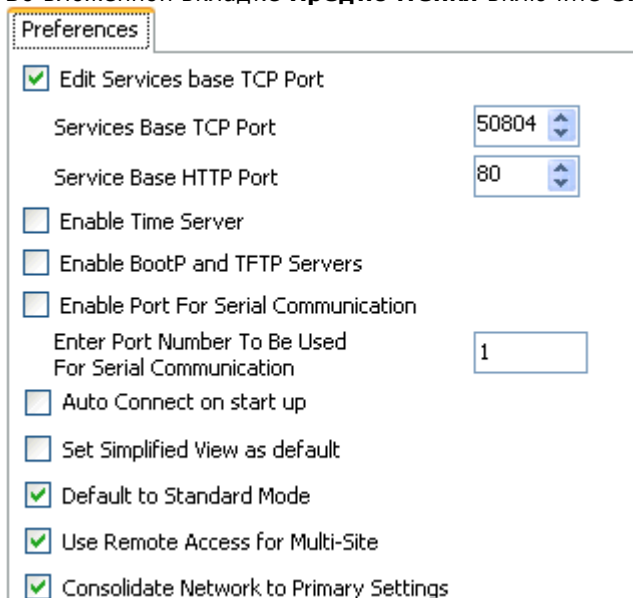 Preferences
Edit Services base TCP Port
Services Base TCP Port 50804
Service Base HTTP Port 80
Enable Time Server
Enable BootP and TFTP Servers
Enable Port For Serial Communication
Enter Port Number To Be Used
For Serial Communication 1
Auto Connect on start up
Set Simplified View as default
Default to Standard Mode
Use Remote Access for Multi-Site
Consolidate Network to Primary Settings